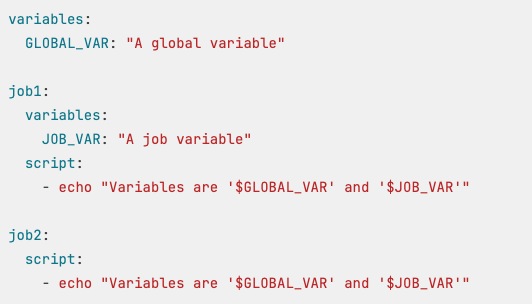 variables:
  GLOBAL_VAR: "A global variable"

job1:
  variables:
    JOB_VAR: "A job variable"
  script:
    - echo "Variables are '$GLOBAL_VAR' and '$JOB_VAR'"

job2:
  script:
    - echo "Variables are '$GLOBAL_VAR' and '$JOB_VAR'"